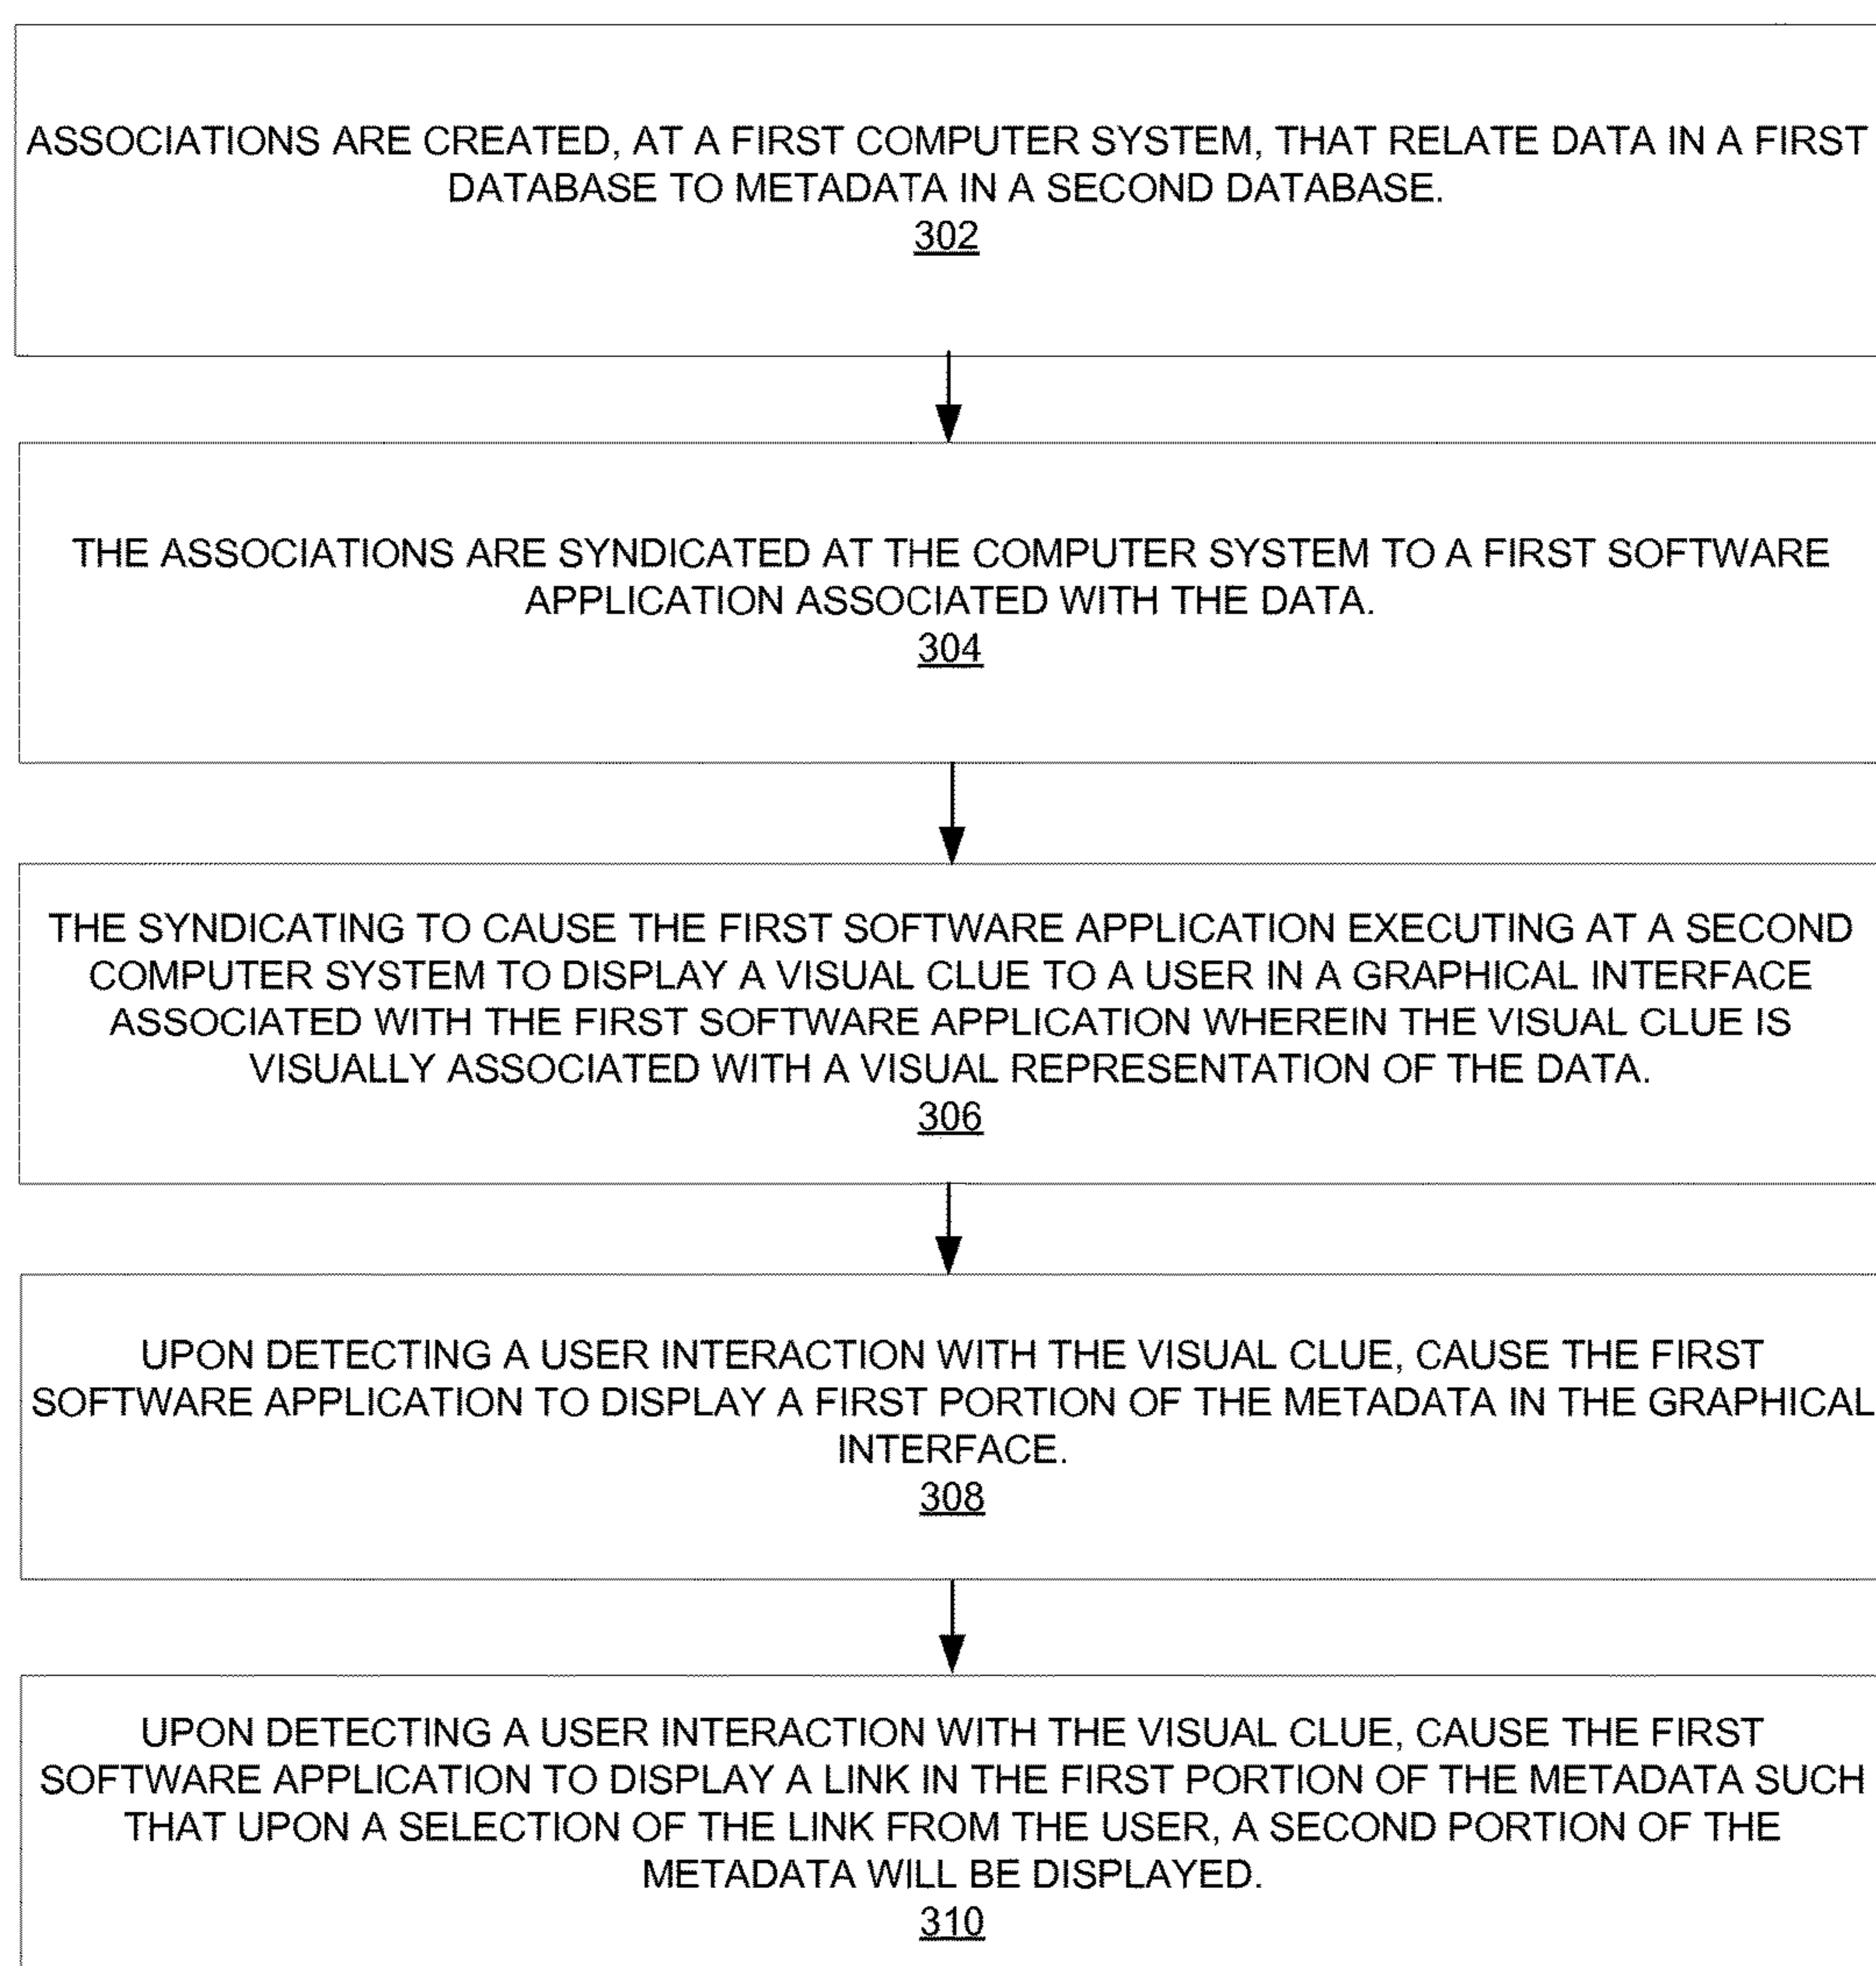 ASSOCIATIONS ARE CREATED, AT A FIRST COMPUTER SYSTEM, THAT RELATE DATA IN A FIRST
DATABASE TO METADATA IN A SECOND DATABASE.
302
THE ASSOCIATIONS ARE SYNDICATED AT THE COMPUTER SYSTEM TO A FIRST SOFTWARE
APPLICATION ASSOCIATED WITH THE DATA.
304
THE SYNDICATING TO CAUSE THE FIRST SOFTWARE APPLICATION EXECUTING AT A SECOND
COMPUTER SYSTEM TO DISPLAY A VISUAL CLUE TO A USER IN A GRAPHICAL INTERFACE
ASSOCIATED WITH THE FIRST SOFTWARE APPLICATION WHEREIN THE VISUAL CLUE IS
VISUALLY ASSOCIATED WITH A VISUAL REPRESENTATION OF THE DATA.
306
UPON DETECTING A USER INTERACTION WITH THE VISUAL CLUE, CAUSE THE FIRST
SOFTWARE APPLICATION TO DISPLAY A FIRST PORTION OF THE METADATA IN THE GRAPHICAL
INTERFACE.
308
UPON DETECTING A USER INTERACTION WITH THE VISUAL CLUE, CAUSE THE FIRST
SOFTWARE APPLICATION TO DISPLAY A LINK IN THE FIRST PORTION OF THE METADATA SUCH
THAT UPON A SELECTION OF THE LINK FROM THE USER, A SECOND PORTION OF THE
METADATA WILL BE DISPLAYED.
310